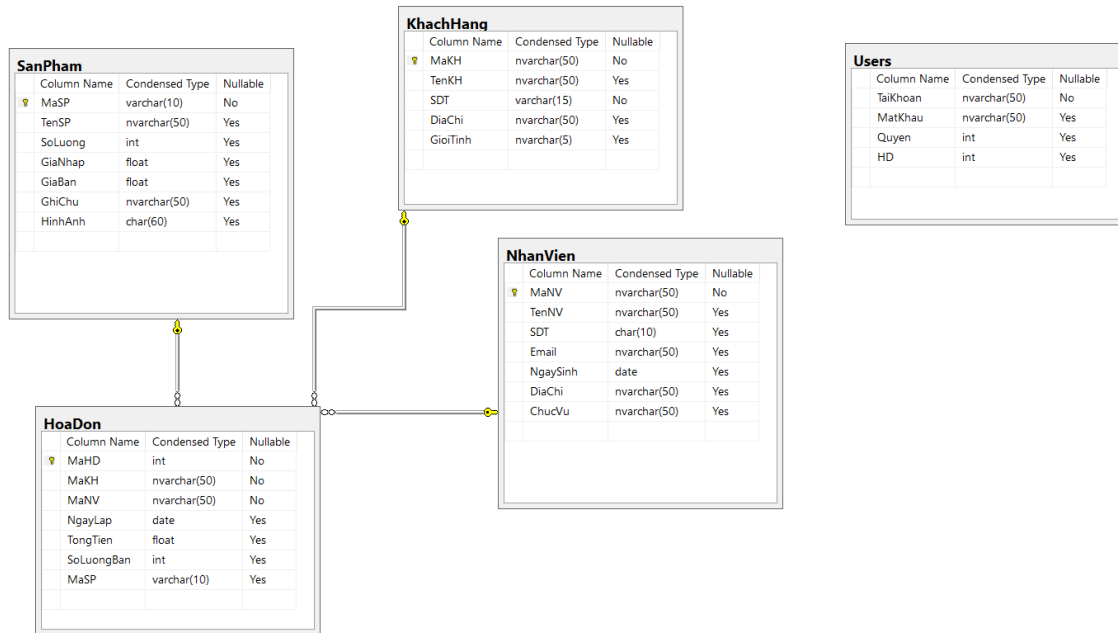 SanPham
Column Name Condensed Type Nullable
MaSP varchar(10) No
TenSP nvarchar(50) Yes
SoLuong int Yes
GiaNhap float Yes
GiaBan float Yes
GhiChu nvarchar(50) Yes
HinhAnh char(60) Yes
KhachHang
Column Name Condensed Type Nullable
MaKH nvarchar(50) No
TenKH nvarchar(50) Yes
SDT varchar(15) No
DiaChi nvarchar(50) Yes
GioiTinh nvarchar(5) Yes
Users
Column Name Condensed Type Nullable
TaiKhoan nvarchar(50) No
MatKhau nvarchar(50) Yes
Quyen int Yes
HD int Yes
NhanVien
Column Name Condensed Type Nullable
MaNV nvarchar(50) No
TenNV nvarchar(50) Yes
SDT char(10) Yes
Email nvarchar(50) Yes
NgaySinh date Yes
DiaChi nvarchar(50) Yes
ChucVu nvarchar(50) Yes
HoaDon
Column Name Condensed Type Nullable
MaHD int No
MaKH nvarchar(50) No
MaNV nvarchar(50) No
NgayLap date Yes
TongTien float Yes
SoLuongBan int Yes
MaSP varchar(10) Yes